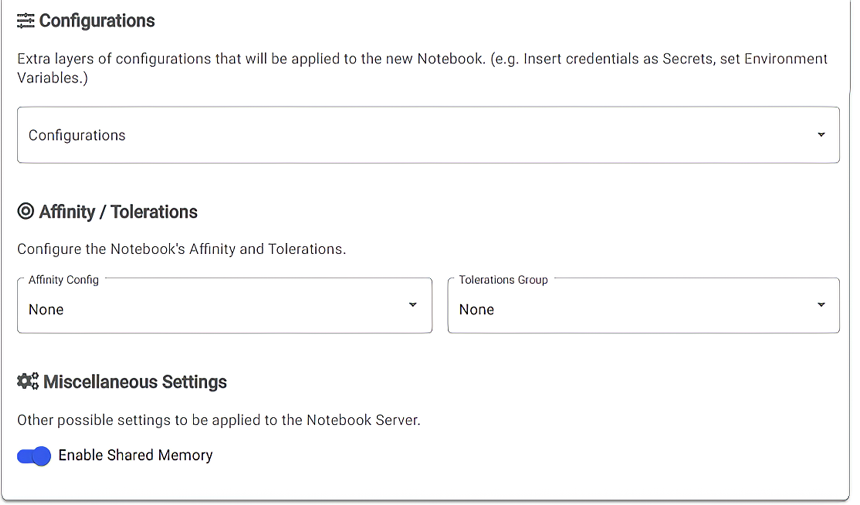 Configurations
Extra layers of configurations that will be applied to the new Notebook. (e.g. Insert credentials as Secrets, set Environment
Variables.)
Configurations
Affinity / Tolerations
Configure the Notebook's Affinity and Tolerations.
Affinity Config
Tolerations Group
None
None
Miscellaneous Settings
Other possible settings to be applied to the Notebook Server.
Enable Shared Memory